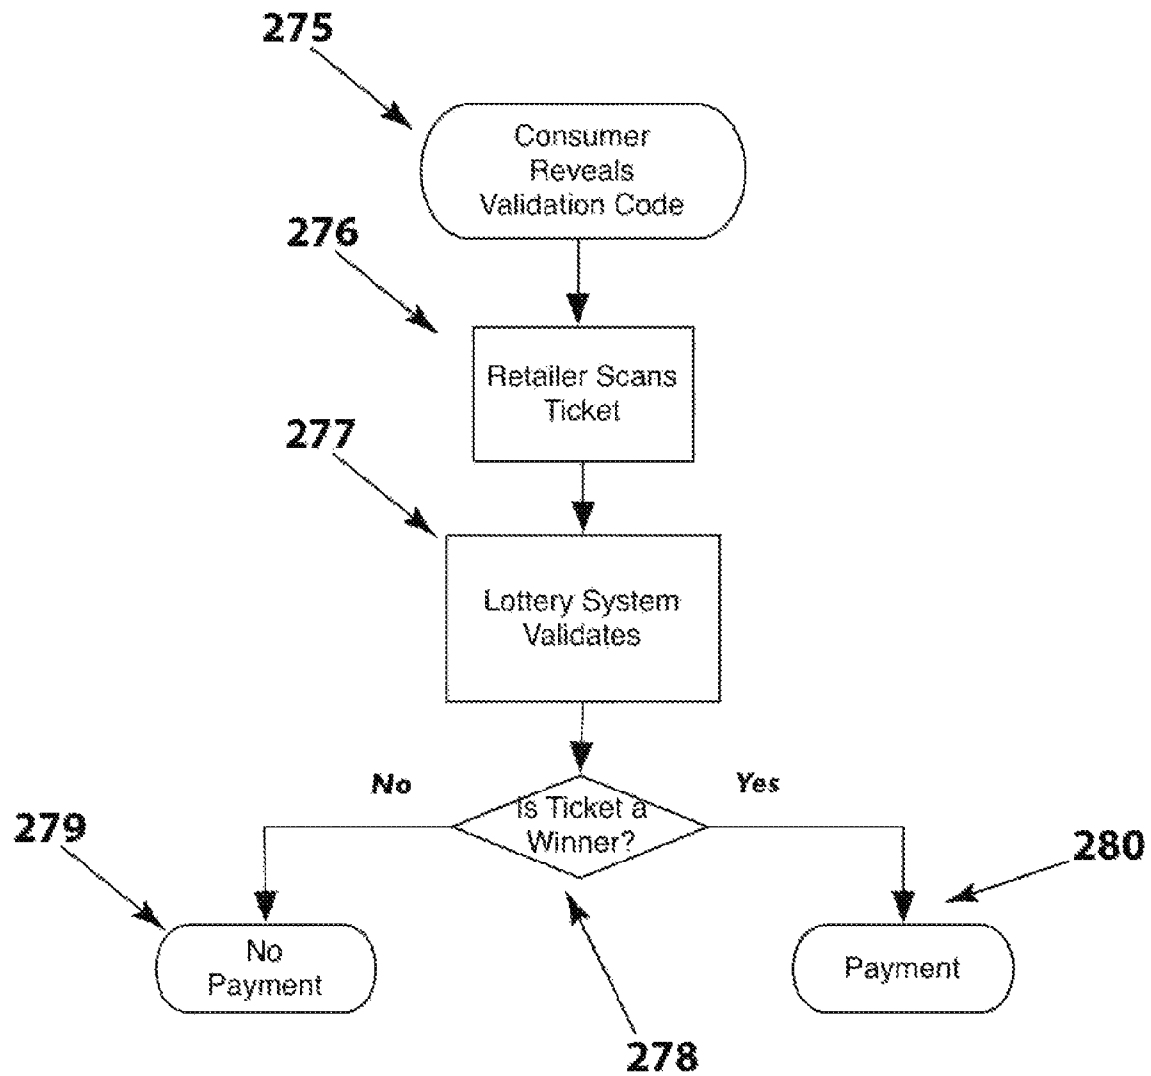 275
Consumer
Reveals
Validation Code
276
Retailer Scans
Ticket
277
Lottery System
Validates
No
Yes
Is Ticket a
Winner?
279
280
No
Payment
Payment
278